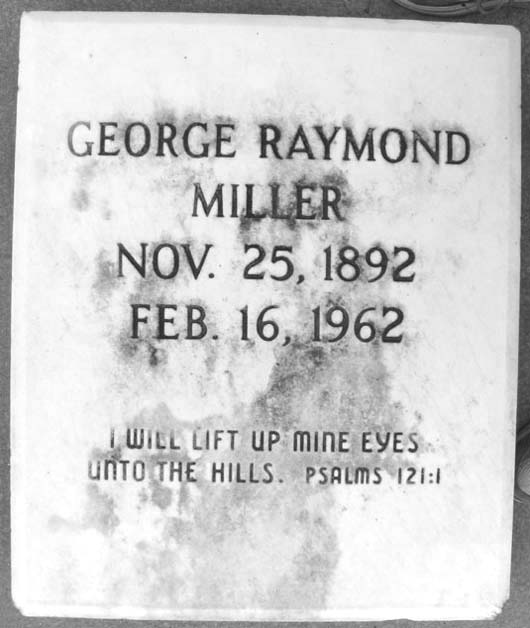 GEORGE RAYMOND
MILLER
NOV. 25, 1892
FEB. 16, 1962
I WILL LIFT UP MINE EYES
UNTO THE HILLS. PSALMS 121:1